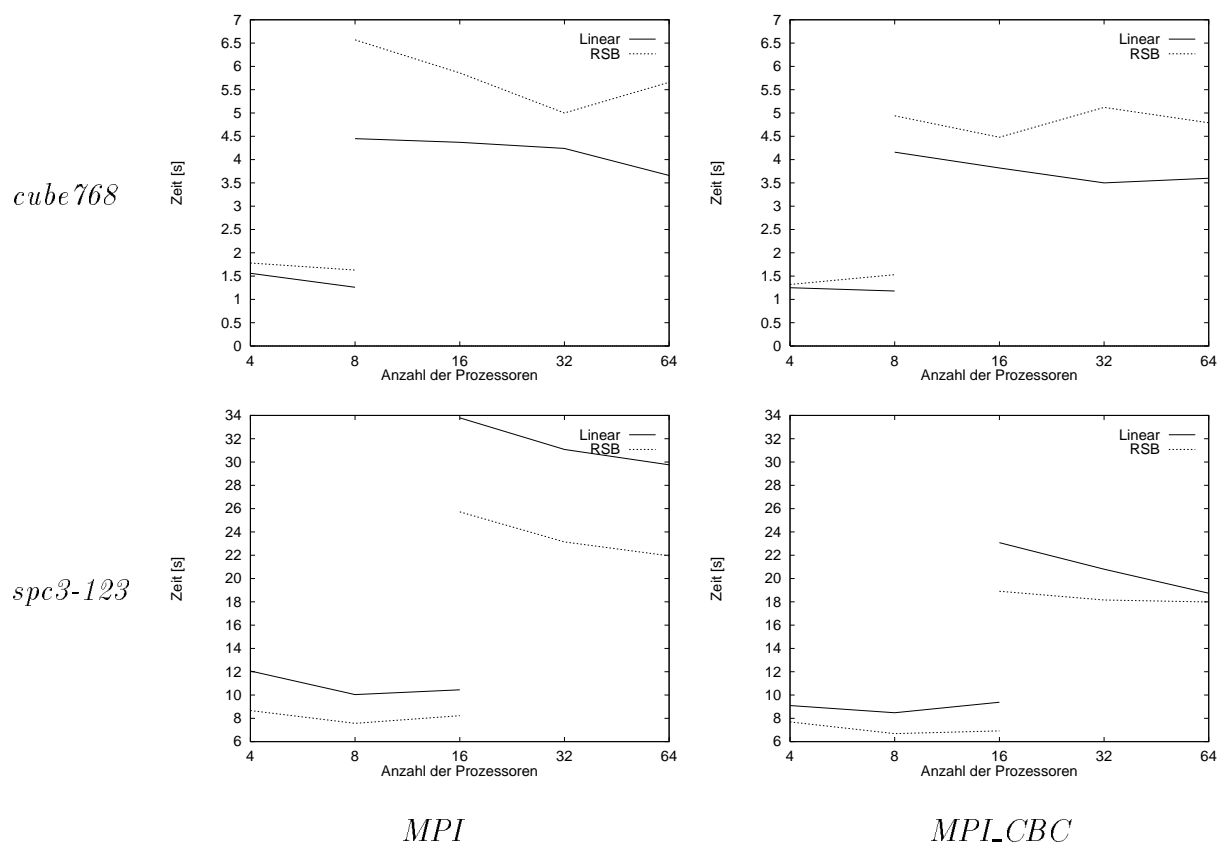 7
6.5
6
5.5
5
4.5
4
3.5
3
2.5
2
1.5
1
0.5
0
Zeit [s]
Linear
RSB
4 8 16 32 64
Anzahl der Prozessoren
7
6.5
6
5.5
5
4.5
4
3.5
3
2.5
2
1.5
1
0.5
0
Zeit [s]
Linear
RSB
4 8 16 32 64
Anzahl der Prozessoren
cube768
34
32
30
28
26
24
22
20
18
16
14
12
10
8
6
Zeit [s]
Linear
RSB
4 8 16 32 64
Anzahl der Prozessoren
34
32
30
28
26
24
22
20
18
16
14
12
10
8
6
Zeit [s]
Linear
RSB
4 8 16 32 64
Anzahl der Prozessoren
spc3-123
MPI
MPI_CBC